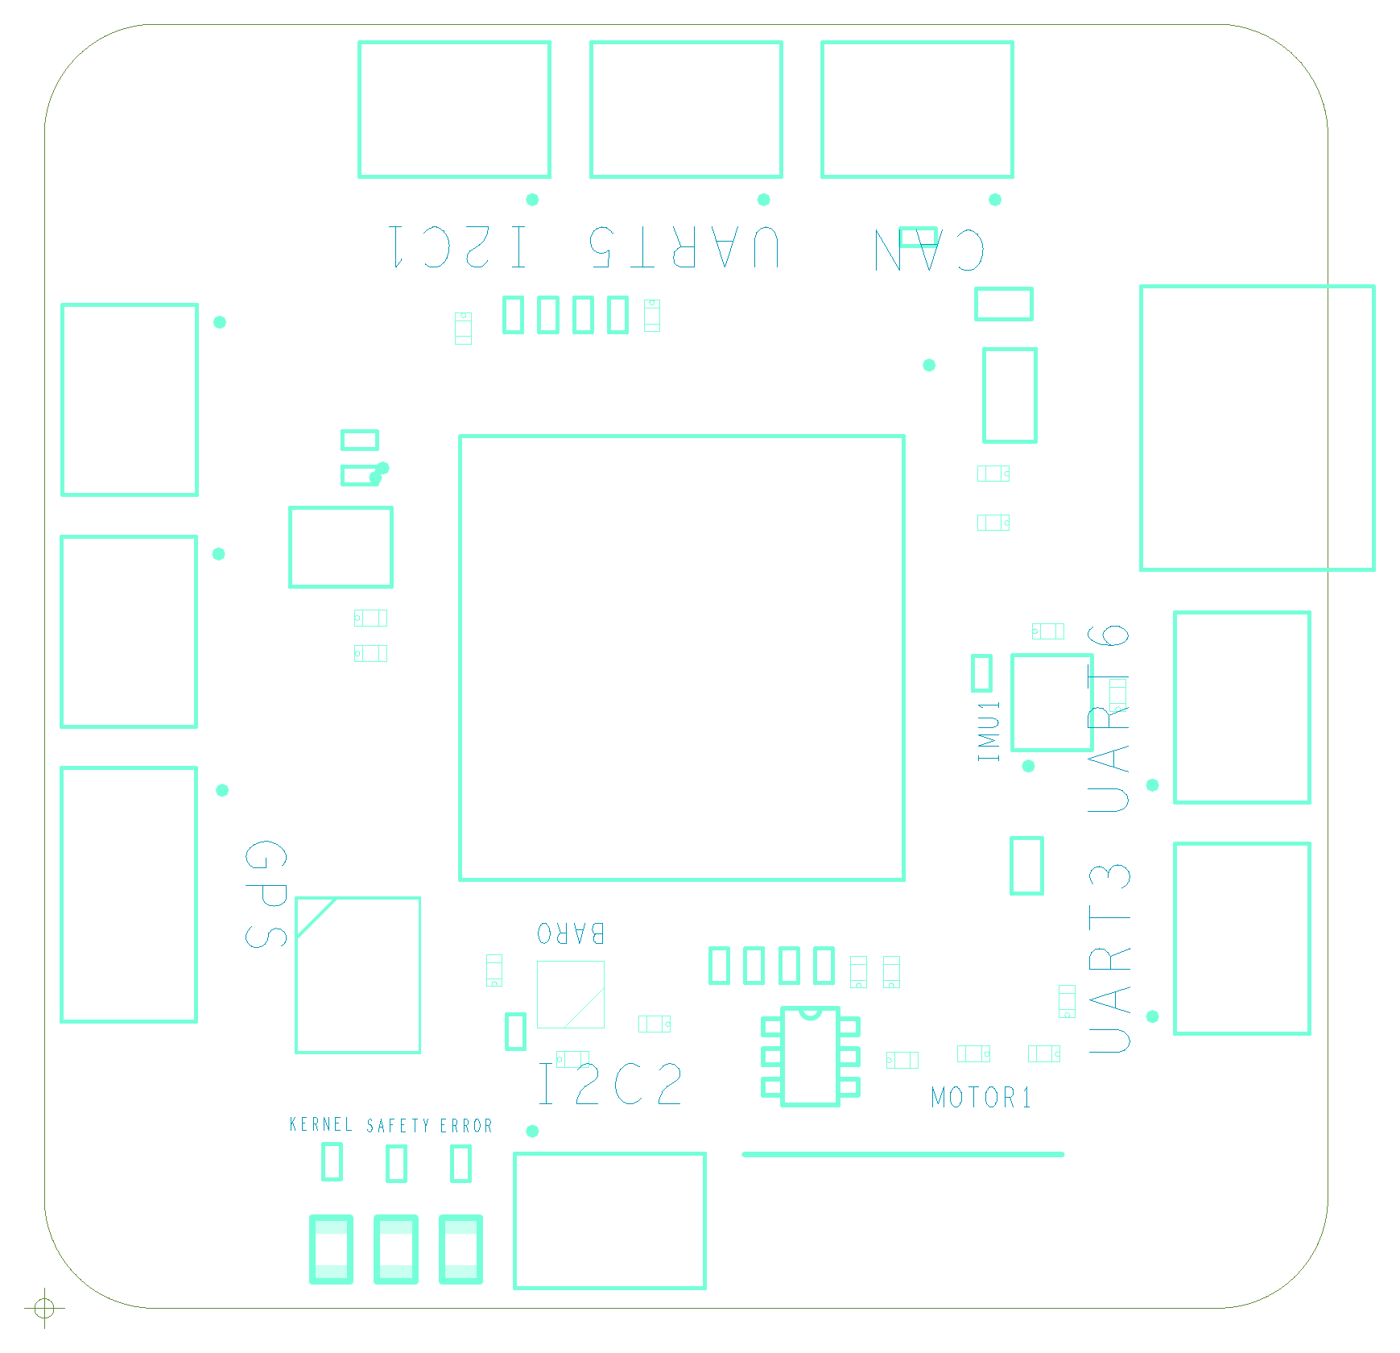 I2C1
UART5
CAN
UART6
IMU1
GPS
UART3
BARO
I2C2
MOTOR1
KERNEL SAFETY ERROR